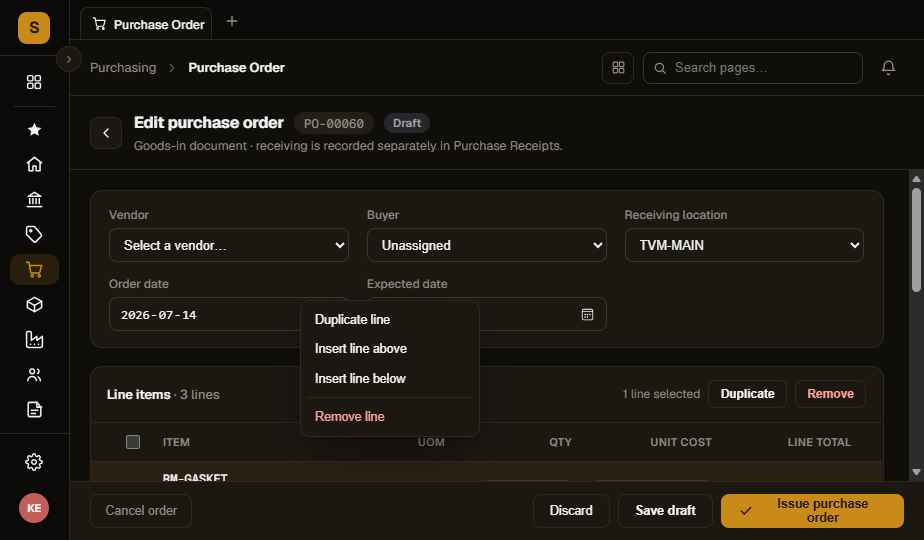 S
Purchase Order
Purchasing
Purchase Order
Search pages...
Edit purchase order PO-00060 Draft
Goods-in document · receiving is recorded separately in Purchase Receipts.
Vendor Buyer Receiving location
Select a vendor... Unassigned TVM-MAIN
Order date Expected date
2026-07-14
Duplicate line
Insert line above
Insert line below
Remove line
Line items · 3 lines 1 line selected Duplicate Remove
ITEM UOM QTY UNIT COST LINE TOTAL
RM-GASKET
KE
Cancel order Discard Save draft Issue purchase
order